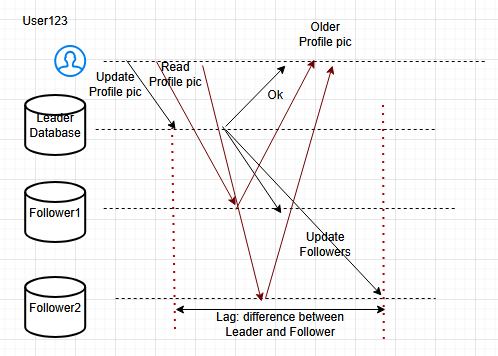 User123
Older
Profile pic
Update
Profile pic
Read
Profile pic
Ok
Leader
Database
Follower1
Update
Followers
Follower2
Lag: difference between
Leader and Follower